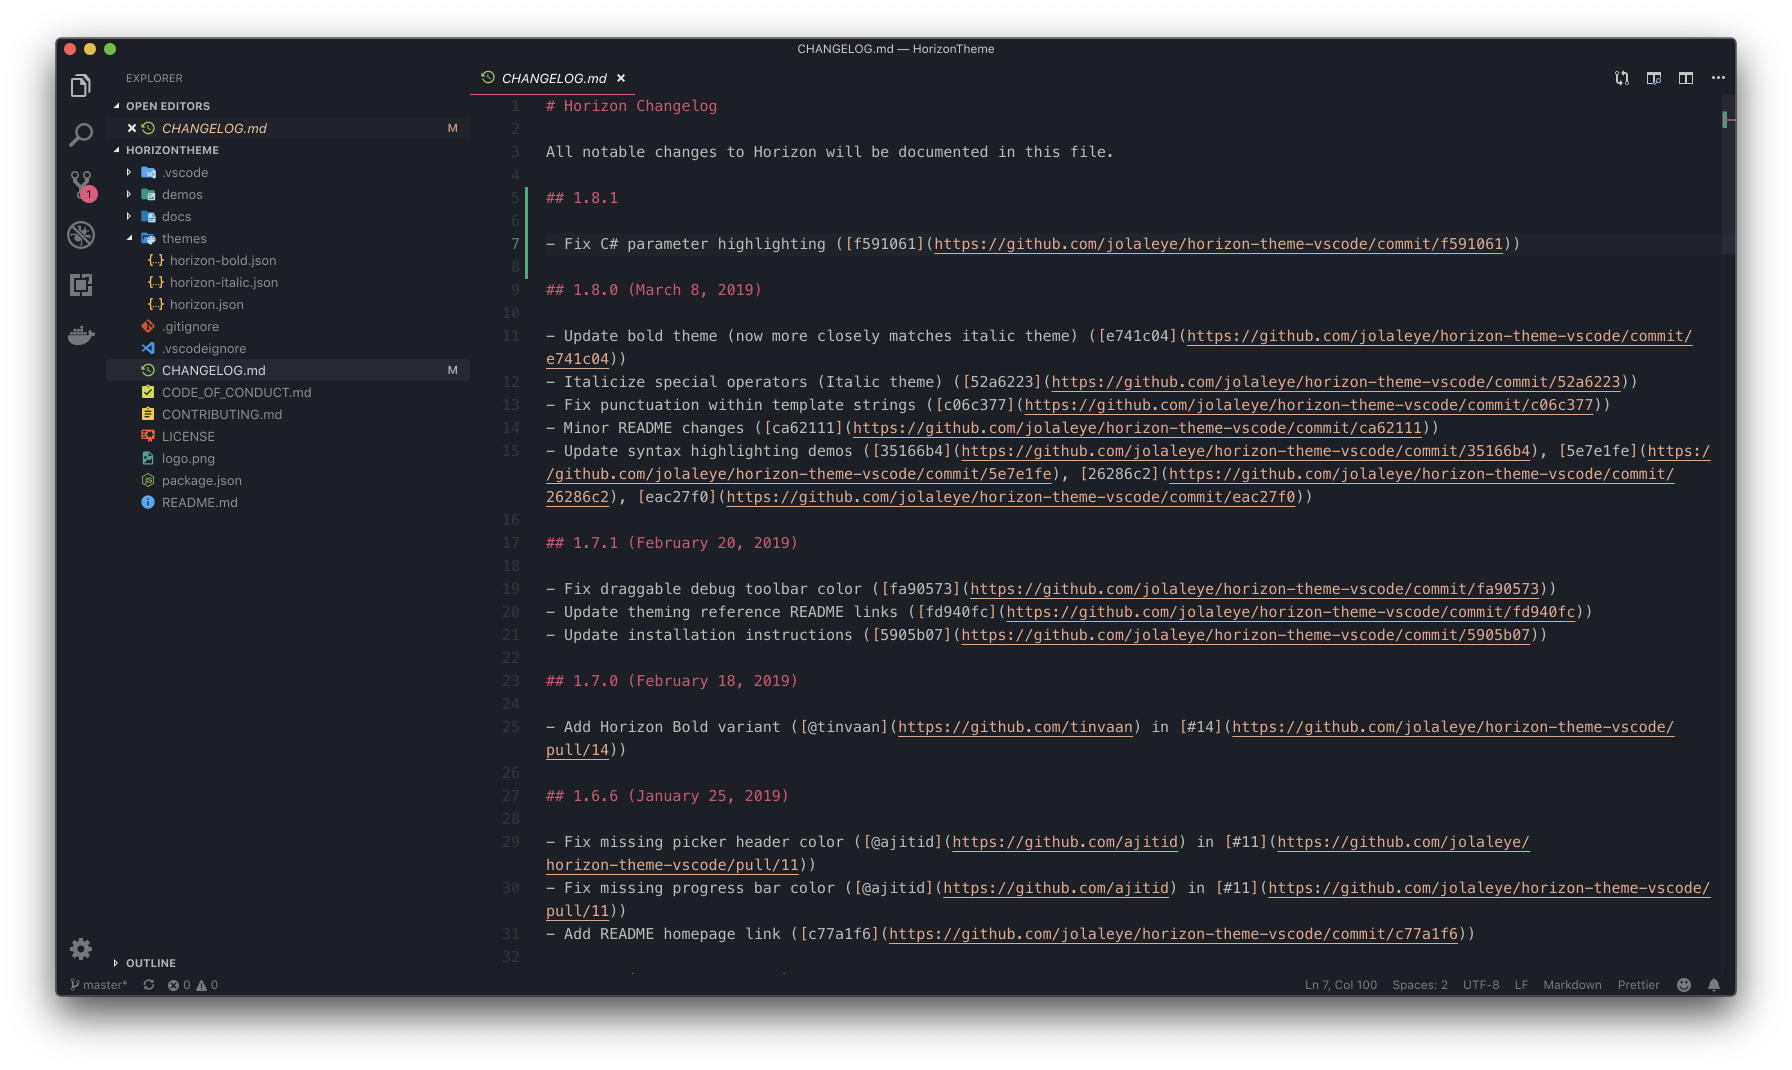 CHANGELOG.md — HorizonTheme
EXPLORER
OPEN EDITORS
CHANGELOG.md M
HORIZONTHEME
.vscode
demos
docs
themes
{..} horizon-bold.json
{..} horizon-italic.json
{..} horizon.json
.gitignore
.vscodeignore
CHANGELOG.md M
CODE_OF_CONDUCT.md
CONTRIBUTING.md
LICENSE
logo.png
package.json
README.md
OUTLINE
1
CHANGELOG.md
1 # Horizon Changelog
2
3 All notable changes to Horizon will be documented in this file.
4
5 ## 1.8.1
6
7 - Fix C# parameter highlighting ([f591061](https://github.com/jolaleye/horizon-theme-vscode/commit/f591061))
8
9 ## 1.8.0 (March 8, 2019)
10
11 - Update bold theme (now more closely matches italic theme) ([e741c04](https://github.com/jolaleye/horizon-theme-vscode/commit/
e741c04))
12 - Italicize special operators (Italic theme) ([52a6223](https://github.com/jolaleye/horizon-theme-vscode/commit/52a6223))
13 - Fix punctuation within template strings ([c06c377](https://github.com/jolaleye/horizon-theme-vscode/commit/c06c377))
14 - Minor README changes ([ca62111](https://github.com/jolaleye/horizon-theme-vscode/commit/ca62111))
15 - Update syntax highlighting demos ([35166b4](https://github.com/jolaleye/horizon-theme-vscode/commit/35166b4), [5e7e1fe](https:/
/github.com/jolaleye/horizon-theme-vscode/commit/5e7e1fe), [26286c2](https://github.com/jolaleye/horizon-theme-vscode/commit/
26286c2), [eac27f0](https://github.com/jolaleye/horizon-theme-vscode/commit/eac27f0))
16
17 ## 1.7.1 (February 20, 2019)
18
19 - Fix draggable debug toolbar color ([fa90573](https://github.com/jolaleye/horizon-theme-vscode/commit/fa90573))
20 - Update theming reference README links ([fd940fc](https://github.com/jolaleye/horizon-theme-vscode/commit/fd940fc))
21 - Update installation instructions ([5905b07](https://github.com/jolaleye/horizon-theme-vscode/commit/5905b07))
22
23 ## 1.7.0 (February 18, 2019)
24
25 - Add Horizon Bold variant ([@tinvaan](https://github.com/tinvaan) in [#14](https://github.com/jolaleye/horizon-theme-vscode/
pull/14))
26
27 ## 1.6.6 (January 25, 2019)
28
29 - Fix missing picker header color ([@ajitid](https://github.com/ajitid) in [#11](https://github.com/jolaleye/
horizon-theme-vscode/pull/11))
30 - Fix missing progress bar color ([@ajitid](https://github.com/ajitid) in [#11](https://github.com/jolaleye/horizon-theme-vscode/
pull/11))
31 - Add README homepage link ([c77a1f6](https://github.com/jolaleye/horizon-theme-vscode/commit/c77a1f6))
32
master* 0 0 Ln 7, Col 100 Spaces: 2 UTF-8 LF Markdown Prettier